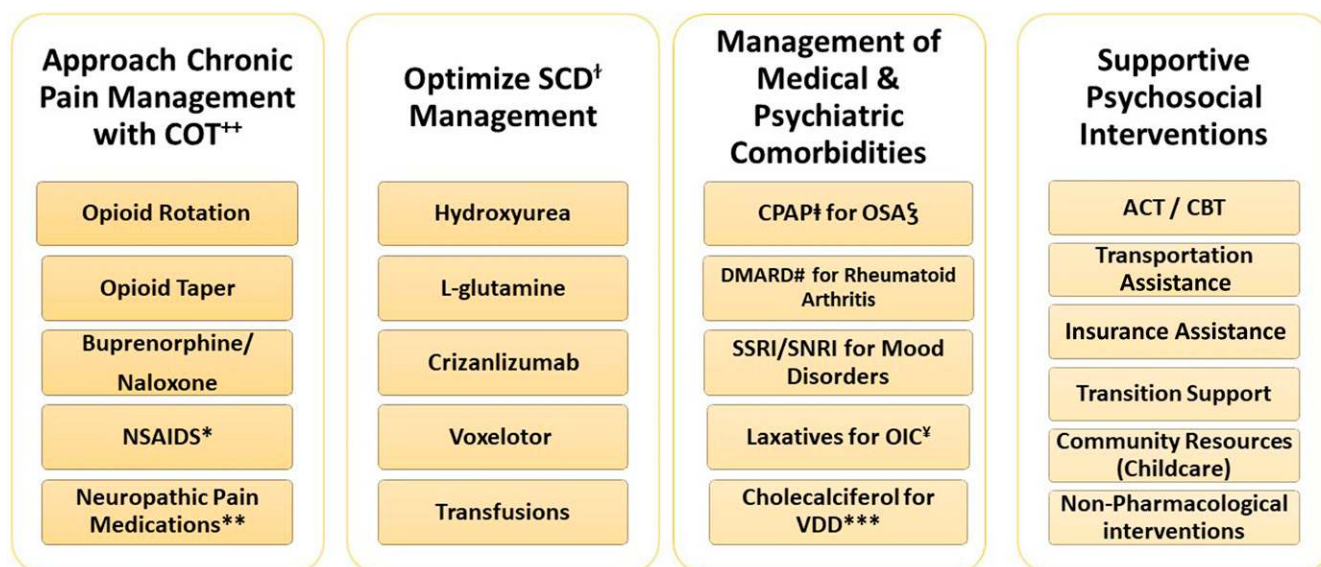 Approach Chronic
Pain Management
with COT⁺⁺
Opioid Rotation
Opioid Taper
Buprenorphine/
Naloxone
NSAIDS*
Neuropathic Pain
Medications**
Optimize SCDƚ
Management
Hydroxyurea
L-glutamine
Crizanlizumab
Voxelotor
Transfusions
Management of
Medical &
Psychiatric
Comorbidities
CPAPǂ for OSA§
DMARD# for Rheumatoid
Arthritis
SSRI/SNRI for Mood
Disorders
Laxatives for OIC¥
Cholecalciferol for
VDD***
Supportive
Psychosocial
Interventions
ACT / CBT
Transportation
Assistance
Insurance Assistance
Transition Support
Community Resources
(Childcare)
Non-Pharmacological
interventions